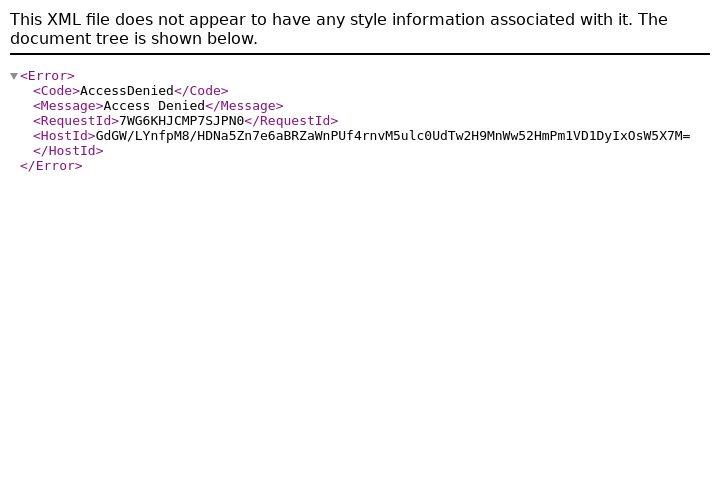 This XML file does not appear to have any style information associated with it. The
document tree is shown below.
<Error>
<Code>AccessDenied</Code>
<Message>Access Denied</Message>
<RequestId>7WG6KHJCMP7SJPN0</RequestId>
<HostId>GdGW/LYnfpM8/HDNa5Zn7e6aBRZaWnPUf4rnvM5ulc0UdTw2H9MnWw52HmPm1VD1DyIxOsW5X7M=
</HostId>
</Error>